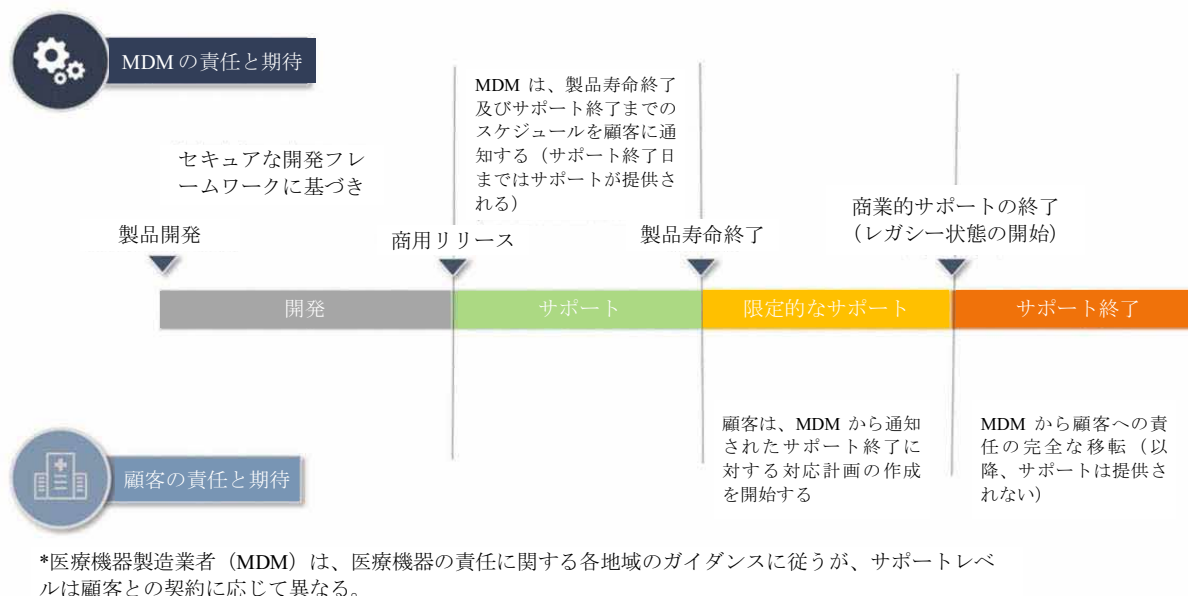 MDM の責任と期待
MDM は、製品寿命終了
及びサポート終了までの
スケジュールを顧客に通
知する（サポート終了日
まではサポートが提供さ
れる）
セキュアな開発フレ
ームワークに基づき
製品開発
商用リリース
製品寿命終了
商業的サポートの終了
（レガシー状態の開始）
開発
サポート
限定的なサポート
サポート終了
顧客の責任と期待
顧客は、MDM から通知
されたサポート終了に
対する対応計画の作成
を開始する
MDM から顧客への責
任の完全な移転（以
降、サポートは提供さ
れない）
*医療機器製造業者（MDM）は、医療機器の責任に関する各地域のガイダンスに従うが、サポートレベ
ルは顧客との契約に応じて異なる。